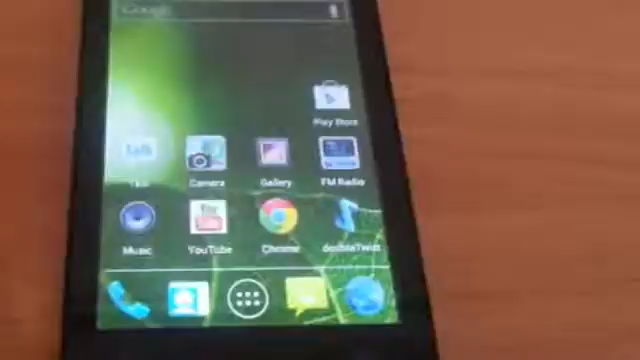 Google
Play Store
Talk
Camera
Gallery
FM Radio
Music
YouTube
Chrome
doubleTwist